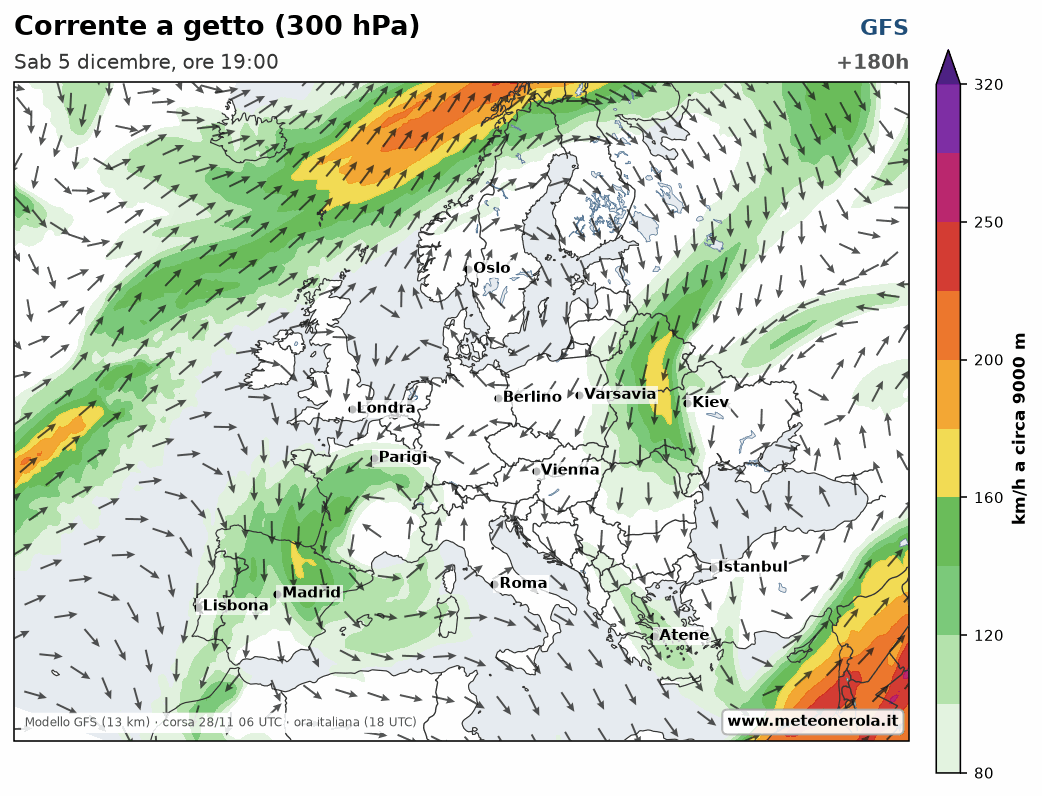 Corrente a getto (300 hPa)
GFS
Sab 5 dicembre, ore 19:00
+180h
320
250
200
160
120
80
km/h a circa 9000 m
Oslo
Berlino
Varsavia
Kiev
Londra
Parigi
Vienna
Istanbul
Roma
Madrid
Lisbona
Atene
Modello GFS (13 km) · corsa 28/11 06 UTC · ora italiana (18 UTC)
www.meteonerola.it